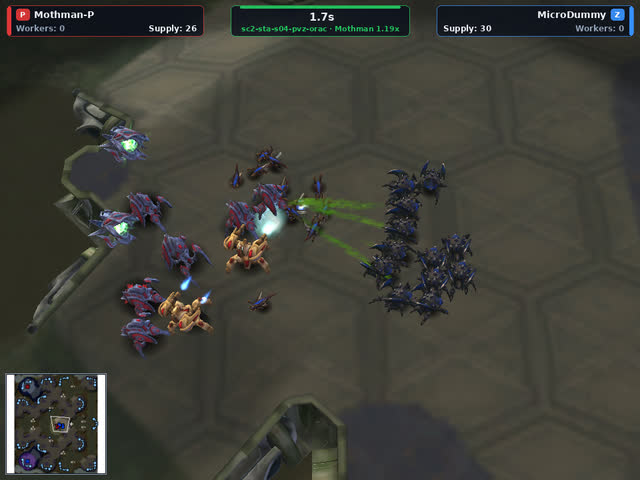 P Mothman-P
Workers: 0 Supply: 26
1.7s
sc2-sta-s04-pvz-orac · Mothman 1.19x
MicroDummy Z
Supply: 30 Workers: 0